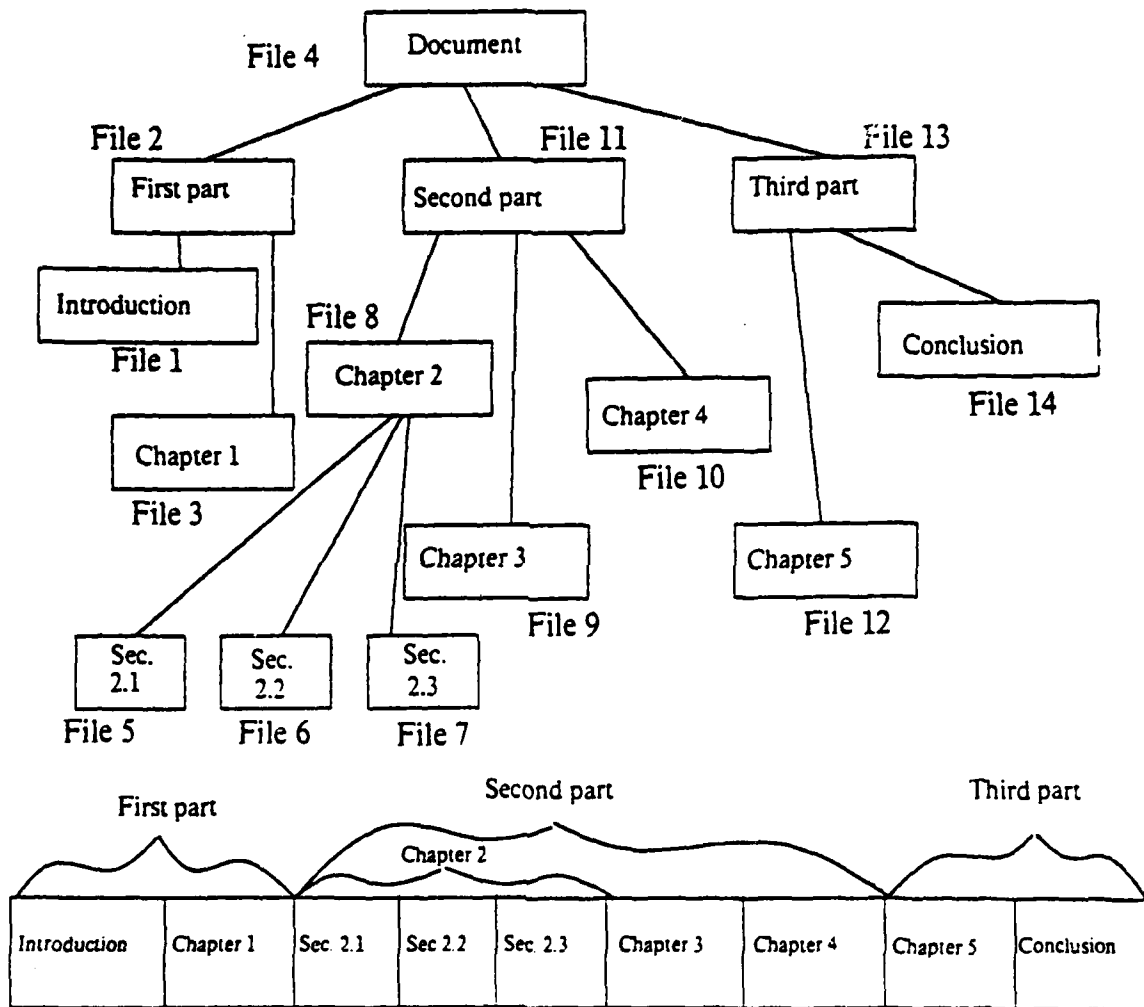 Document
File 4
File 2
File 11
File 13
First part
Second part
Third part
Introduction
File 1
File 8
Chapter 2
Conclusion
File 14
Chapter 4
File 10
Chapter 1
File 3
Chapter 3
File 9
Chapter 5
File 12
Sec.
2.1
Sec.
2.2
Sec.
2.3
File 5
File 6
File 7
First part
Second part
Third part
Chapter 2
Introduction
Chapter 1
Sec. 2.1
Sec 2.2
Sec. 2.3
Chapter 3
Chapter 4
Chapter 5
Conclusion